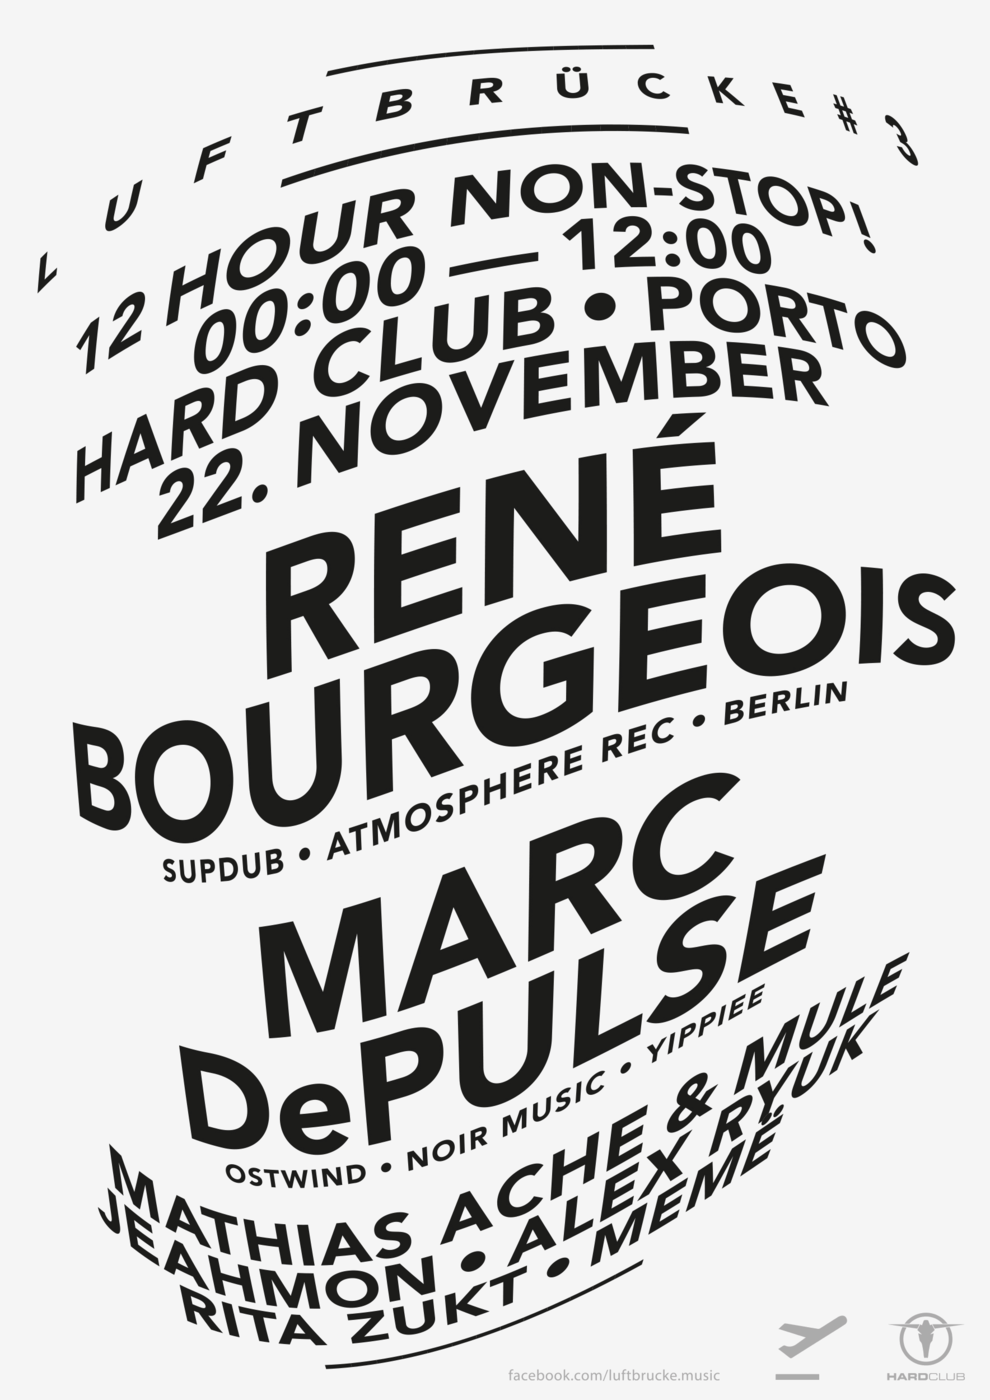 LUFTBRÜCKE#3
12 HOUR NON-STOP!
00:00 — 12:00
HARD CLUB • PORTO
22. NOVEMBER
RENÉ
BOURGEOIS
SUPDUB • ATMOSPHERE REC • BERLIN
MARC
DePULSE
OSTWIND • NOIR MUSIC • YIPPIEE
MATHIAS ACHE & MULE
JEAHMON • ALEX RYUK
RITA ZUKT • MEMÉ
facebook.com/luftbrucke.music
HARDCLUB